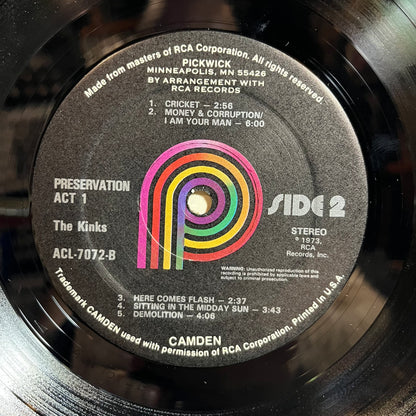 Made from masters of RCA Corporation.
PICKWICK
MINNEAPOLIS, MN 55426
BY ARRANGEMENT WITH
RCA RECORDS
1. CRICKET — 2:56
2. MONEY & CORRUPTION/
I AM YOUR MAN — 6:00
PRESERVATION
ACT 1
The Kinks
ACL-7072-B
SIDE 2
STEREO
℗ 1973,
RCA
Records, Inc.
WARNING: Unauthorized reproduction of this
recording is prohibited by applicable laws and
subject to criminal prosecution.
3. HERE COMES FLASH — 2:37
4. SITTING IN THE MIDDAY SUN — 3:43
5. DEMOLITION — 4:06
CAMDEN
Trademark CAMDEN used with permission of RCA Corporation. Printed in U.S.A.